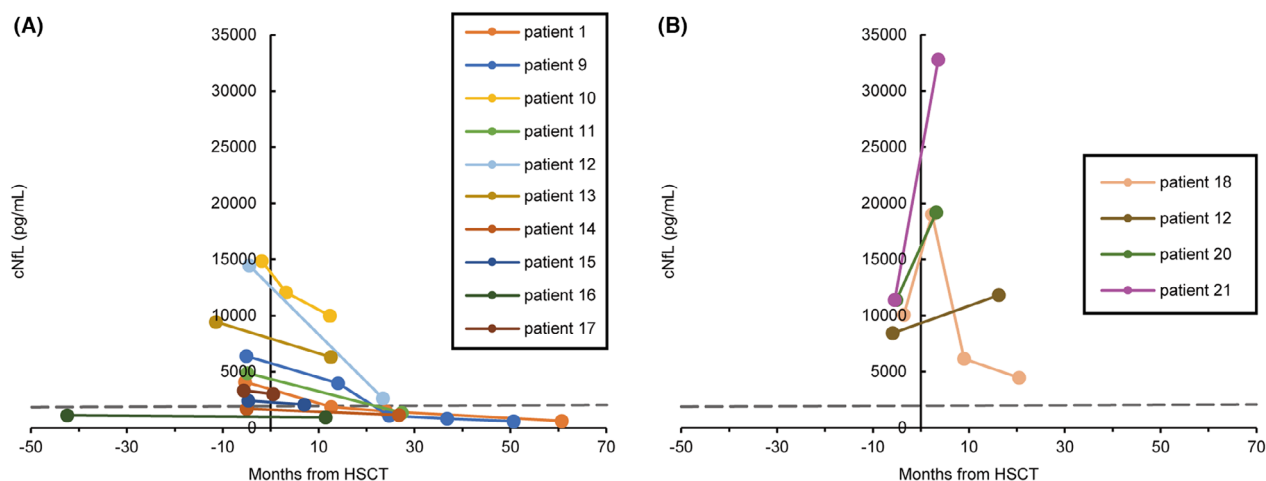 (A)
35000
30000
25000
20000
15000
10000
5000
0
-50
-30
-10
10
30
50
70
cNfL (pg/mL)
Months from HSCT
patient 1
patient 9
patient 10
patient 11
patient 12
patient 13
patient 14
patient 15
patient 16
patient 17
(B)
35000
30000
25000
20000
15000
10000
5000
0
-50
-30
-10
10
30
50
70
cNfL (pg/mL)
Months from HSCT
patient 18
patient 12
patient 20
patient 21